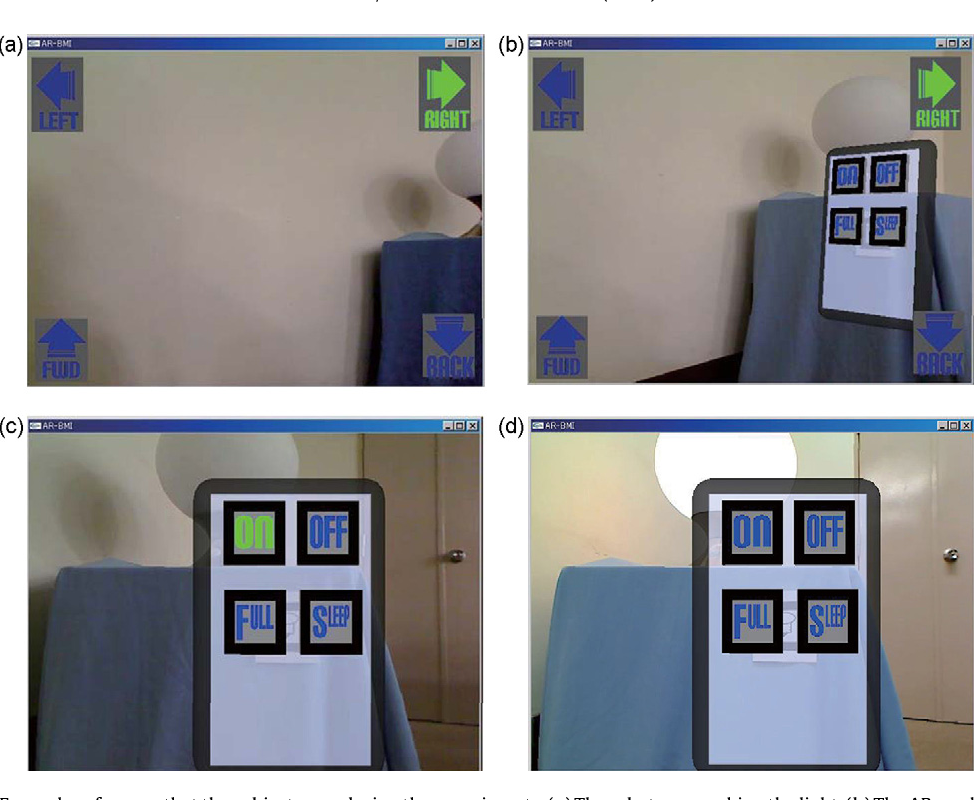 (a)
AR-BMI
LEFT
RIGHT
FWD
BACK
(b)
AR-BMI
LEFT
RIGHT
ON
OFF
FULL
SLEEP
FWD
BACK
(c)
AR-BMI
ON
OFF
FULL
SLEEP
(d)
AR-BMI
ON
OFF
FULL
SLEEP